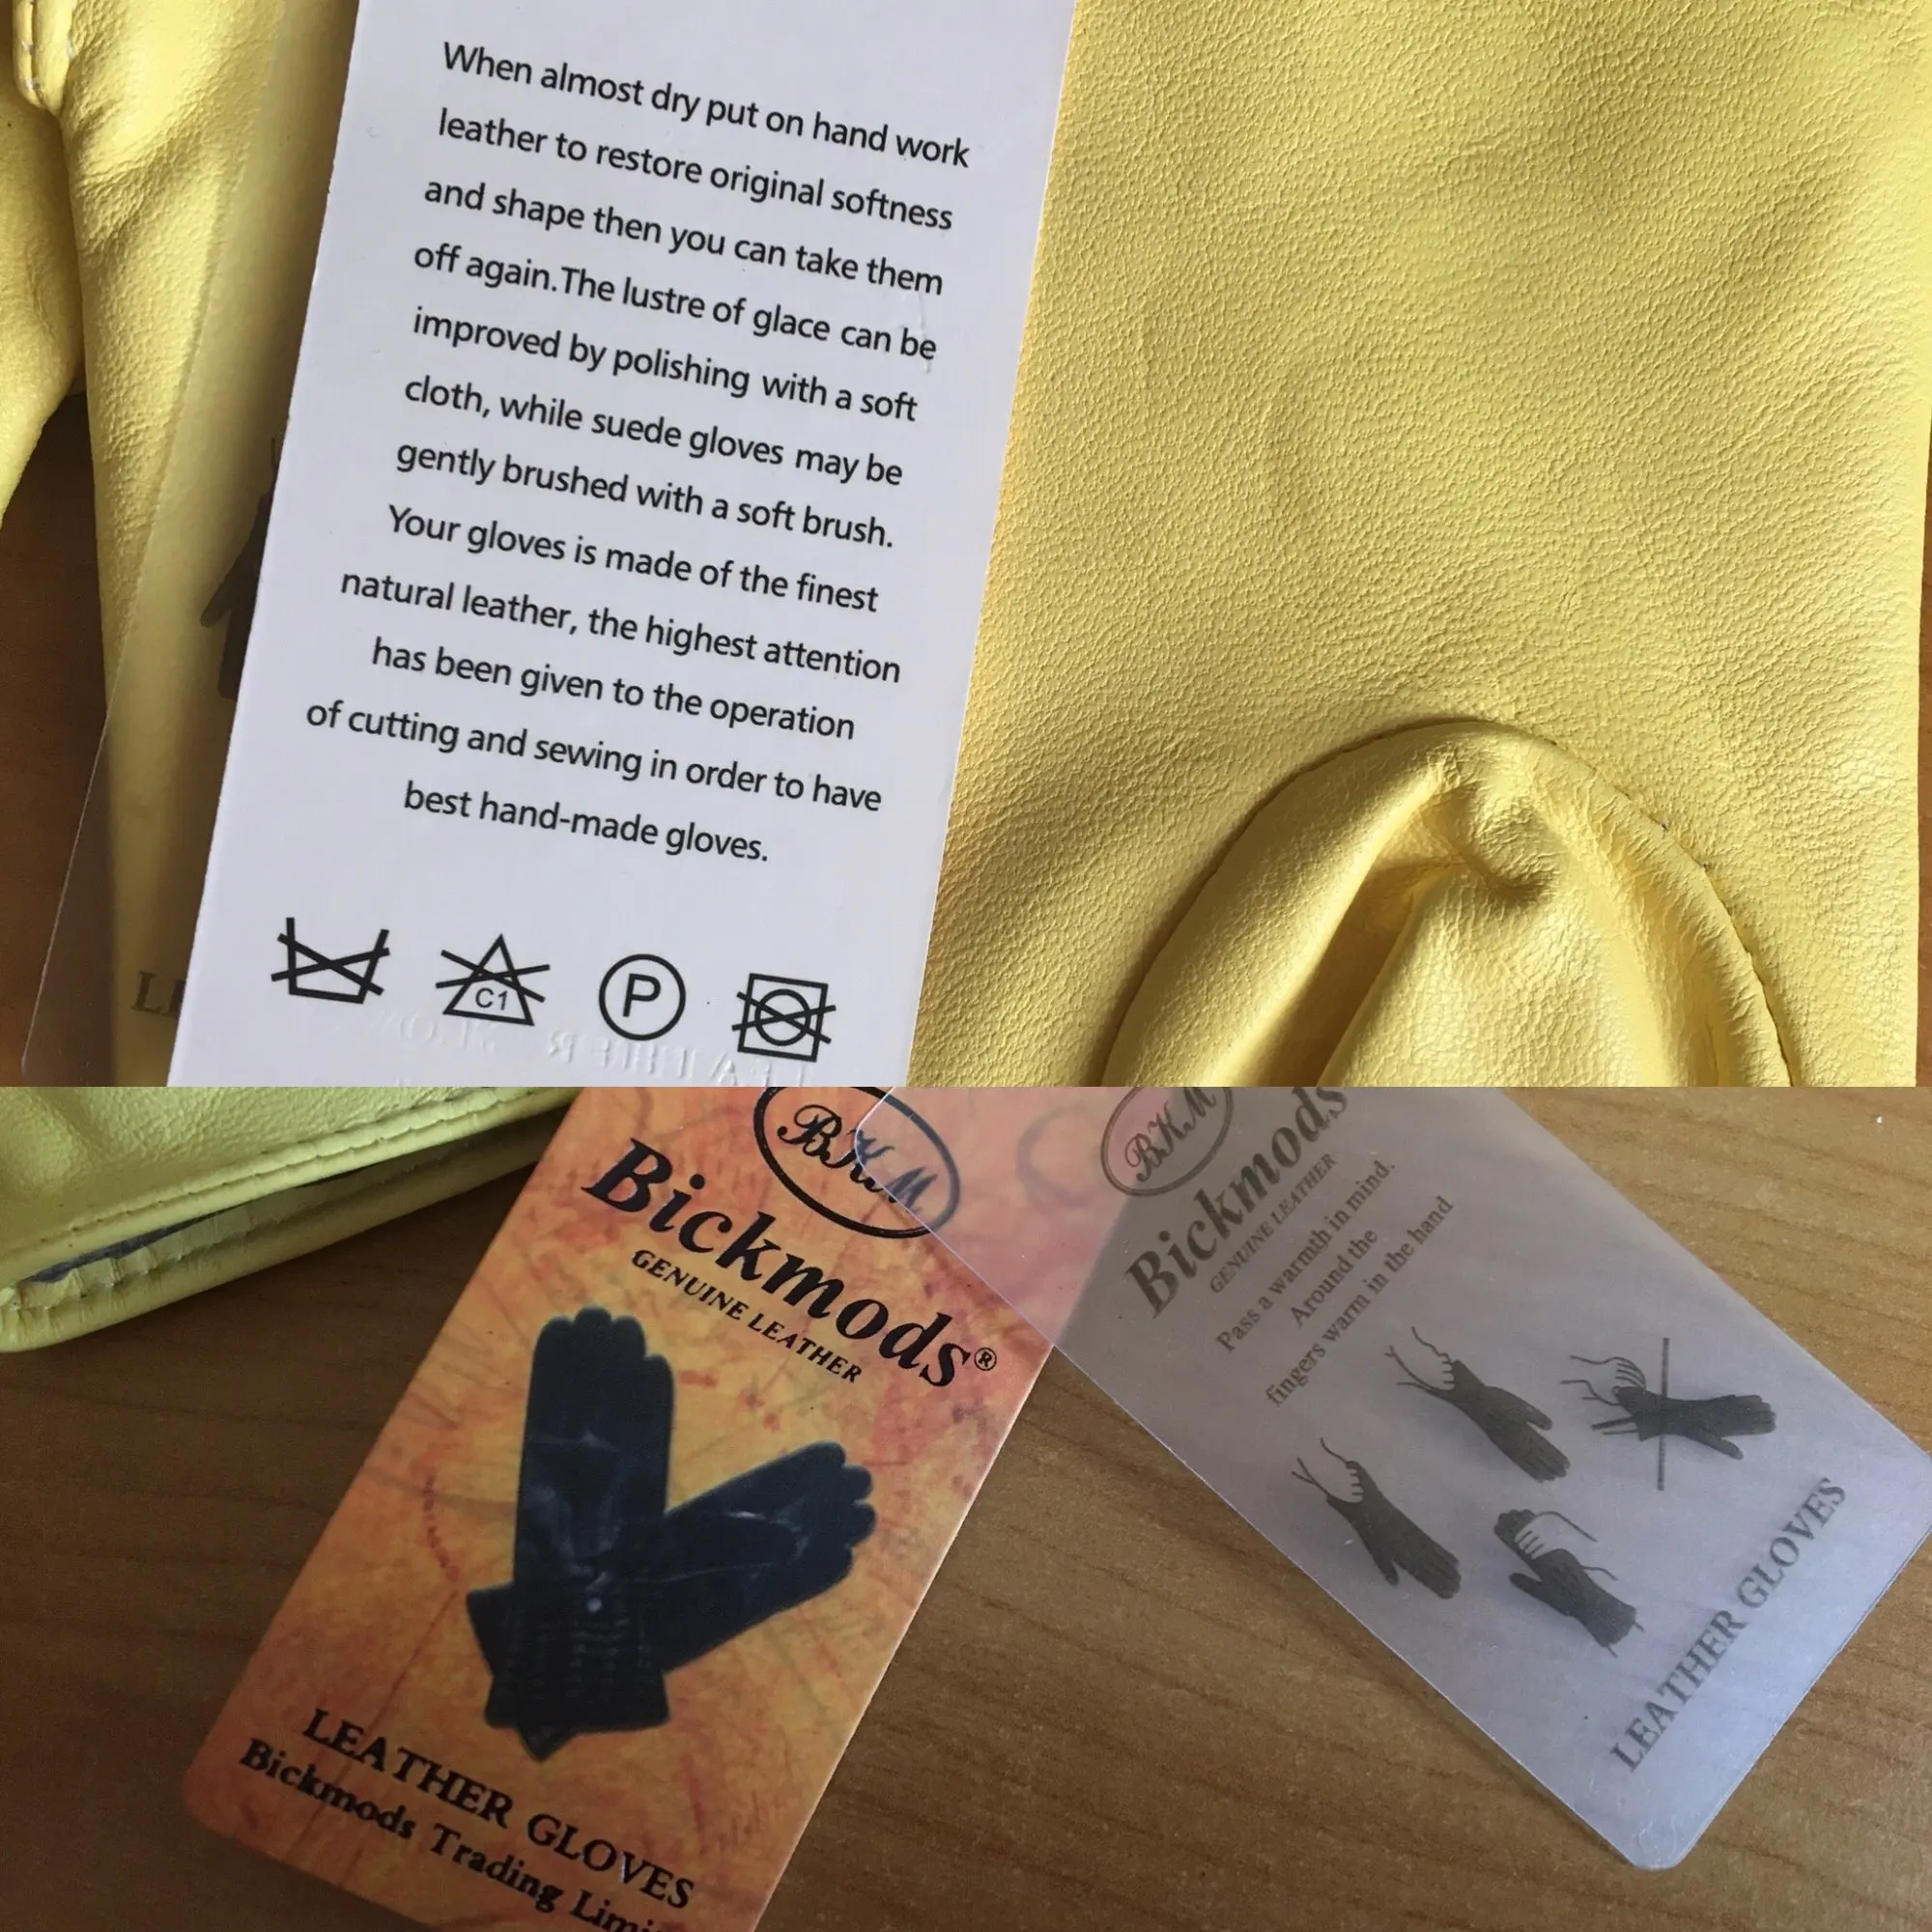 When almost dry put on hand work
leather to restore original softness
and shape then you can take them
off again.The lustre of glace can be
improved by polishing with a soft
cloth, while suede gloves may be
gently brushed with a soft brush.
Your gloves is made of the finest
natural leather, the highest attention
has been given to the operation
of cutting and sewing in order to have
best hand-made gloves.
C1
P
BKM
Bickmods®
GENUINE LEATHER
LEATHER GLOVES
Bickmods Trading
BKM
Bickmods
GENUINE LEATHER
Pass a warmth in mind.
Around the
fingers warm in the hand
LEATHER GLOVES